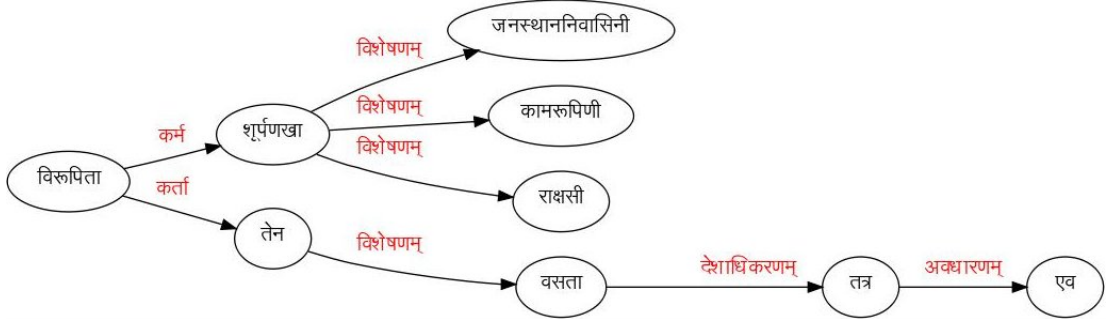 जनस्थाननिवासिनी
विशेषणम्
विशेषणम्
कामरूपिणी
कर्म
शूर्पणखा
विशेषणम्
विरूपिता
राक्षसी
कर्ता
तेन
विशेषणम्
वसता
देशाधिकरणम्
तत्र
अवधारणम्
एव